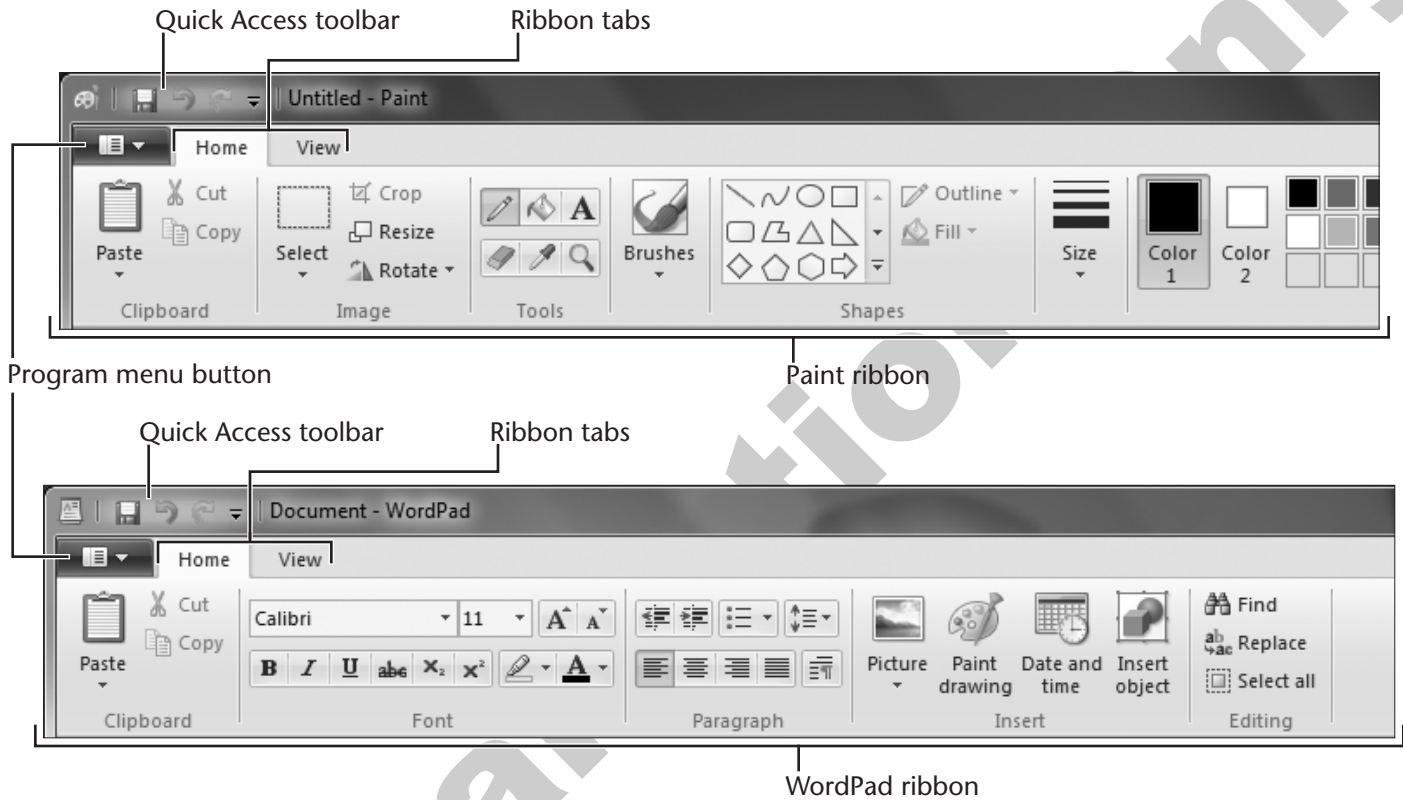 Quick Access toolbar Ribbon tabs
Untitled - Paint
Home View
Cut Crop Outline
Copy Resize Fill
Paste Select Rotate Brushes Size Color 1 Color 2
Clipboard Image Tools Shapes
Program menu button Paint ribbon
Quick Access toolbar Ribbon tabs
Document - WordPad
Home View
Cut Calibri 11 A A Find
Copy Replace
Paste B I U abc X₂ X² A Picture Paint drawing Date and time Insert object Select all
Clipboard Font Paragraph Insert Editing
WordPad ribbon